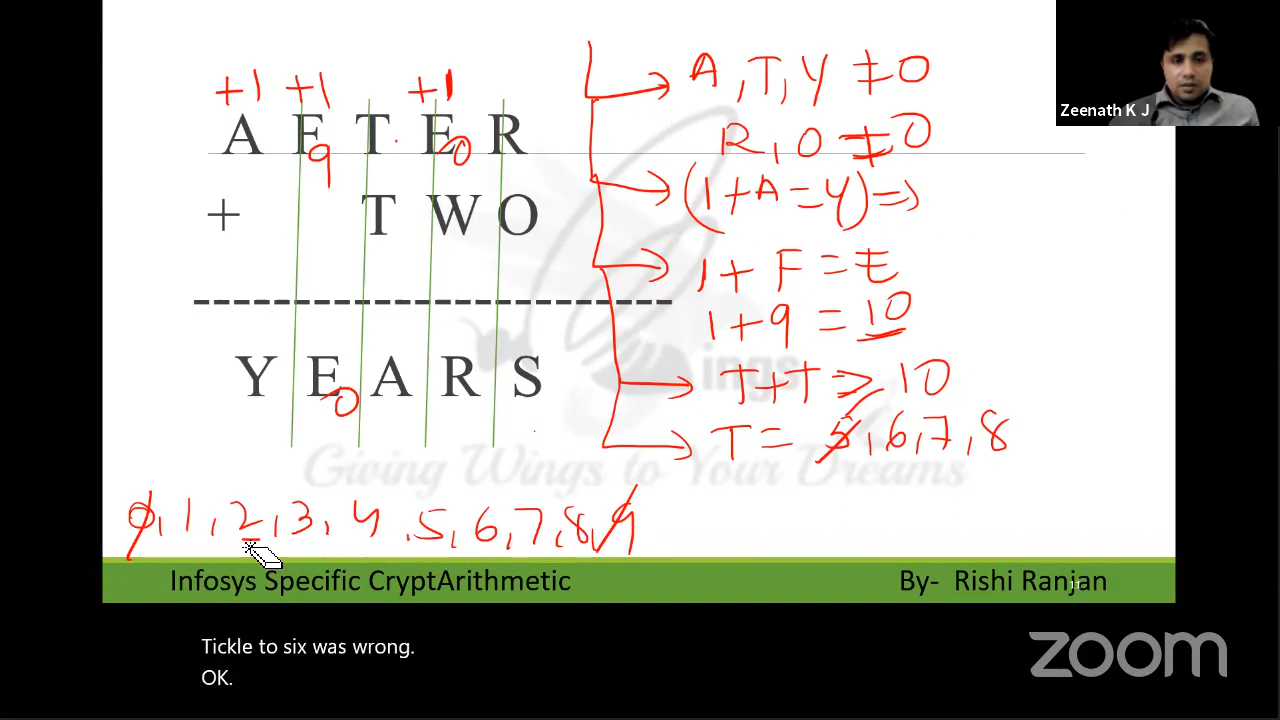 +1 +1 +1
A F T E R
9 0
+ T W O
Y E A R S
0
A, T, Y ≠ 0
R, O ≠ 0
(1 + A = Y) ⇒
1 + F = E
1 + 9 = 10
T + T ≥ 10
T = 5, 6, 7, 8
0, 1, 2, 3, 4, 5, 6, 7, 8, 9
Zeenath K J
ings
Giving Wings to Your Dreams
Infosys Specific CryptArithmetic By- Rishi Ranjan
Tickle to six was wrong.
OK.
zoom